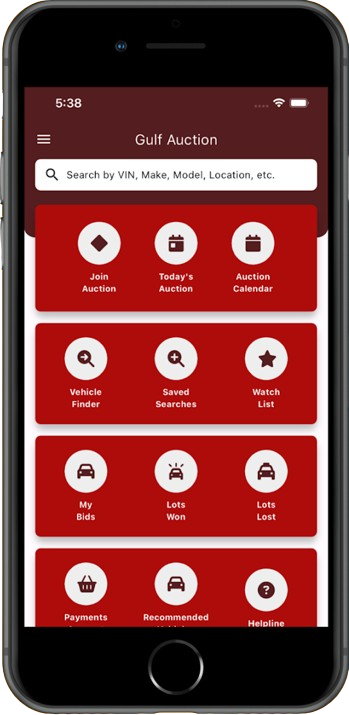 5:38
Gulf Auction
Search by VIN, Make, Model, Location, etc.
Join Today's Auction
Auction Auction Calendar
Vehicle Saved Watch
Finder Searches List
My Lots Lots
Bids Won Lost
Payments Recommended Helpline